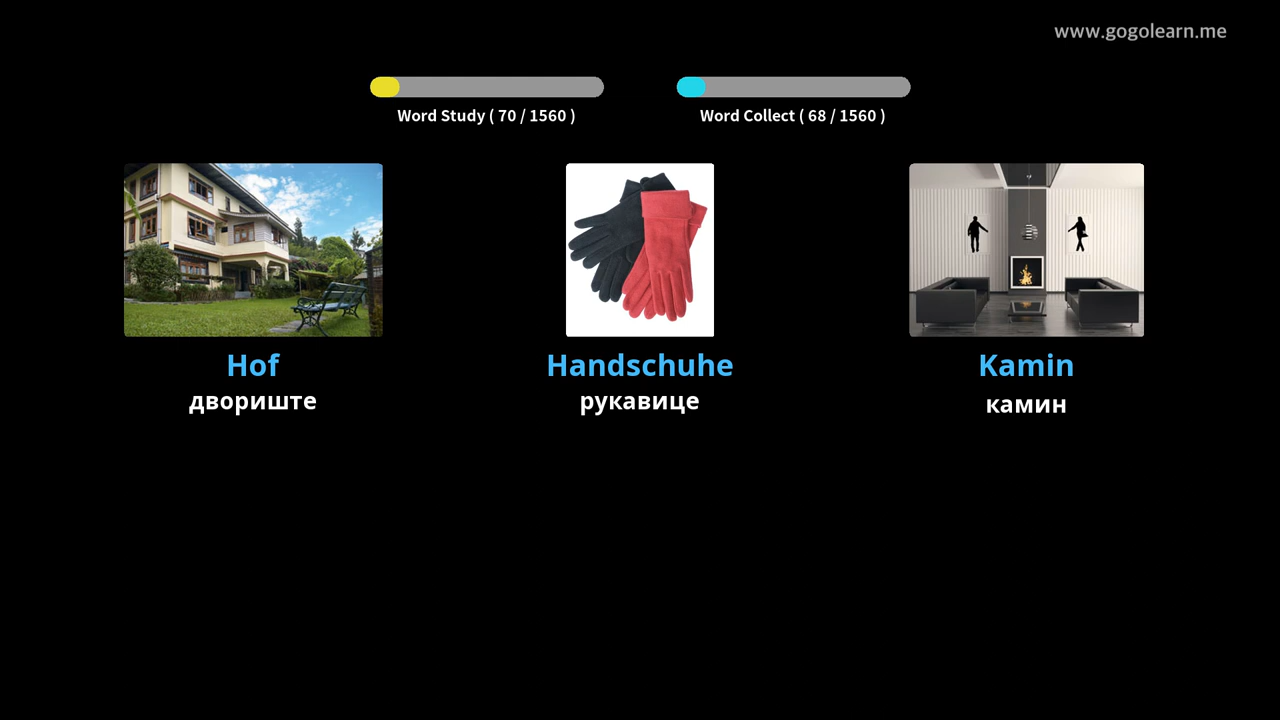 www.gogolearn.me
Word Study ( 70 / 1560 )
Word Collect ( 68 / 1560 )
Hof
двориште
Handschuhe
рукавице
Kamin
камин